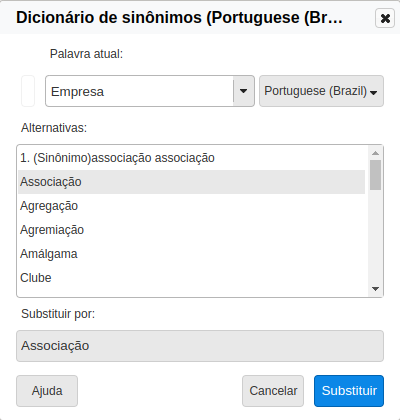 Dicionário de sinônimos (Portuguese (Br...
Palavra atual:
Empresa
Portuguese (Brazil)
Alternativas:
1. (Sinônimo)associação associação
Associação
Agregação
Agremiação
Amálgama
Clube
Substituir por:
Associação
Ajuda
Cancelar
Substituir